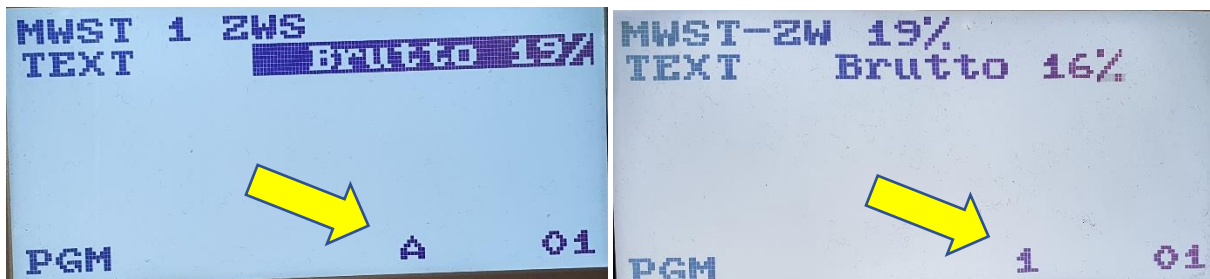 MWST 1 ZWS
TEXT Brutto 19%
PGM A 01
MWST-ZW 19%
TEXT Brutto 16%
PGM 1 01